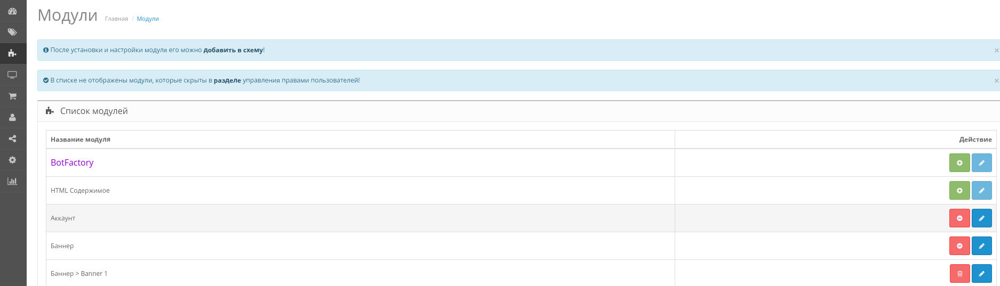 Модули Главная / Модули
После установки и настройки модуля его можно добавить в схему!
×
В списке не отображены модули, которые скрыты в разделе управления правами пользователей!
×
Список модулей
Название модуля Действие
BotFactory
HTML Содержимое
Аккаунт
Баннер
Баннер > Banner 1